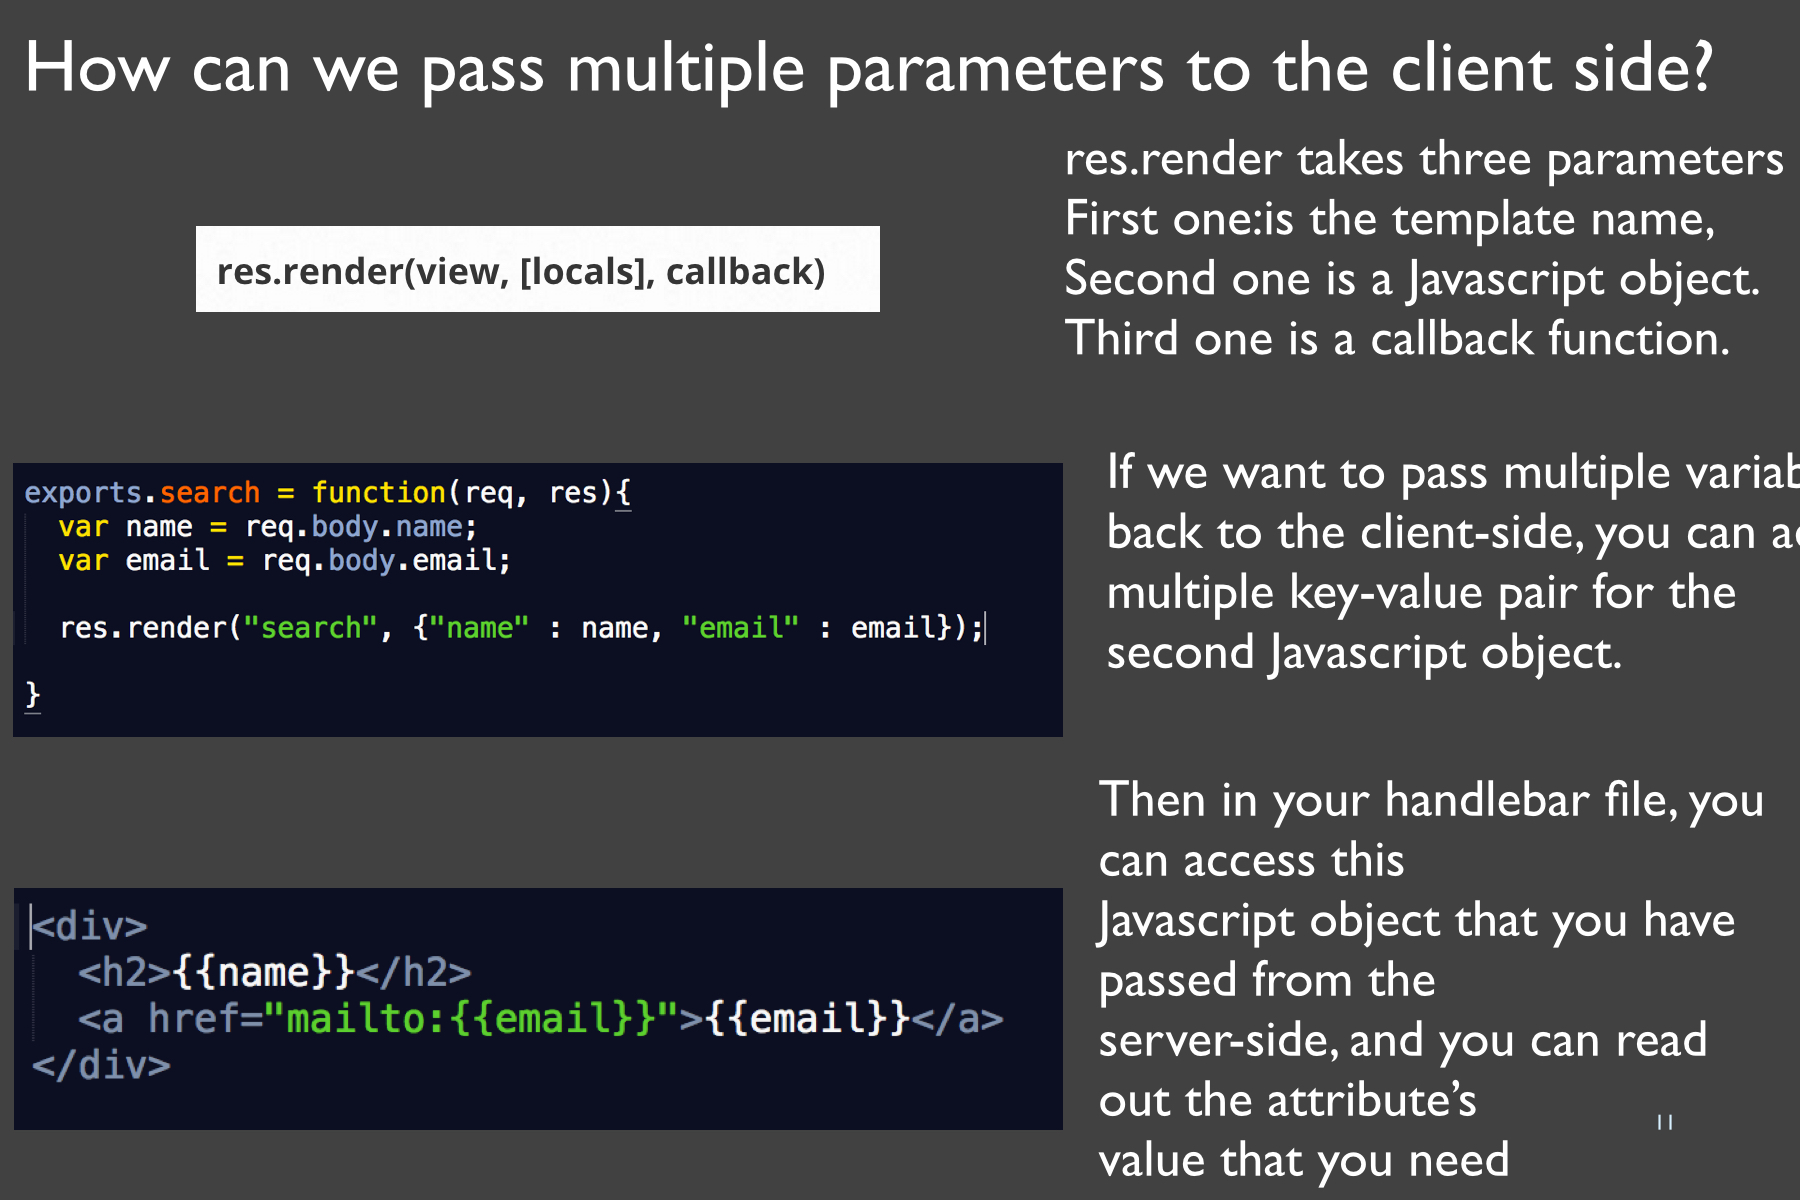 How can we pass multiple parameters to the client side?
res.render takes three parameters
First one:is the template name,
Second one is a Javascript object.
Third one is a callback function.
res.render(view, [locals], callback)
exports.search = function(req, res){
var name = req.body.name;
var email = req.body.email;
res.render("search", {"name" : name, "email" : email});
}
If we want to pass multiple
back to the client-side, you can
multiple key-value pair for the
second Javascript object.
<div>
<h2>{{name}}</h2>
<a href="mailto:{{email}}">{{email}}</a>
</div>
Then in your handlebar file, you
can access this
Javascript object that you have
passed from the
server-side, and you can read
out the attribute’s
value that you need
11